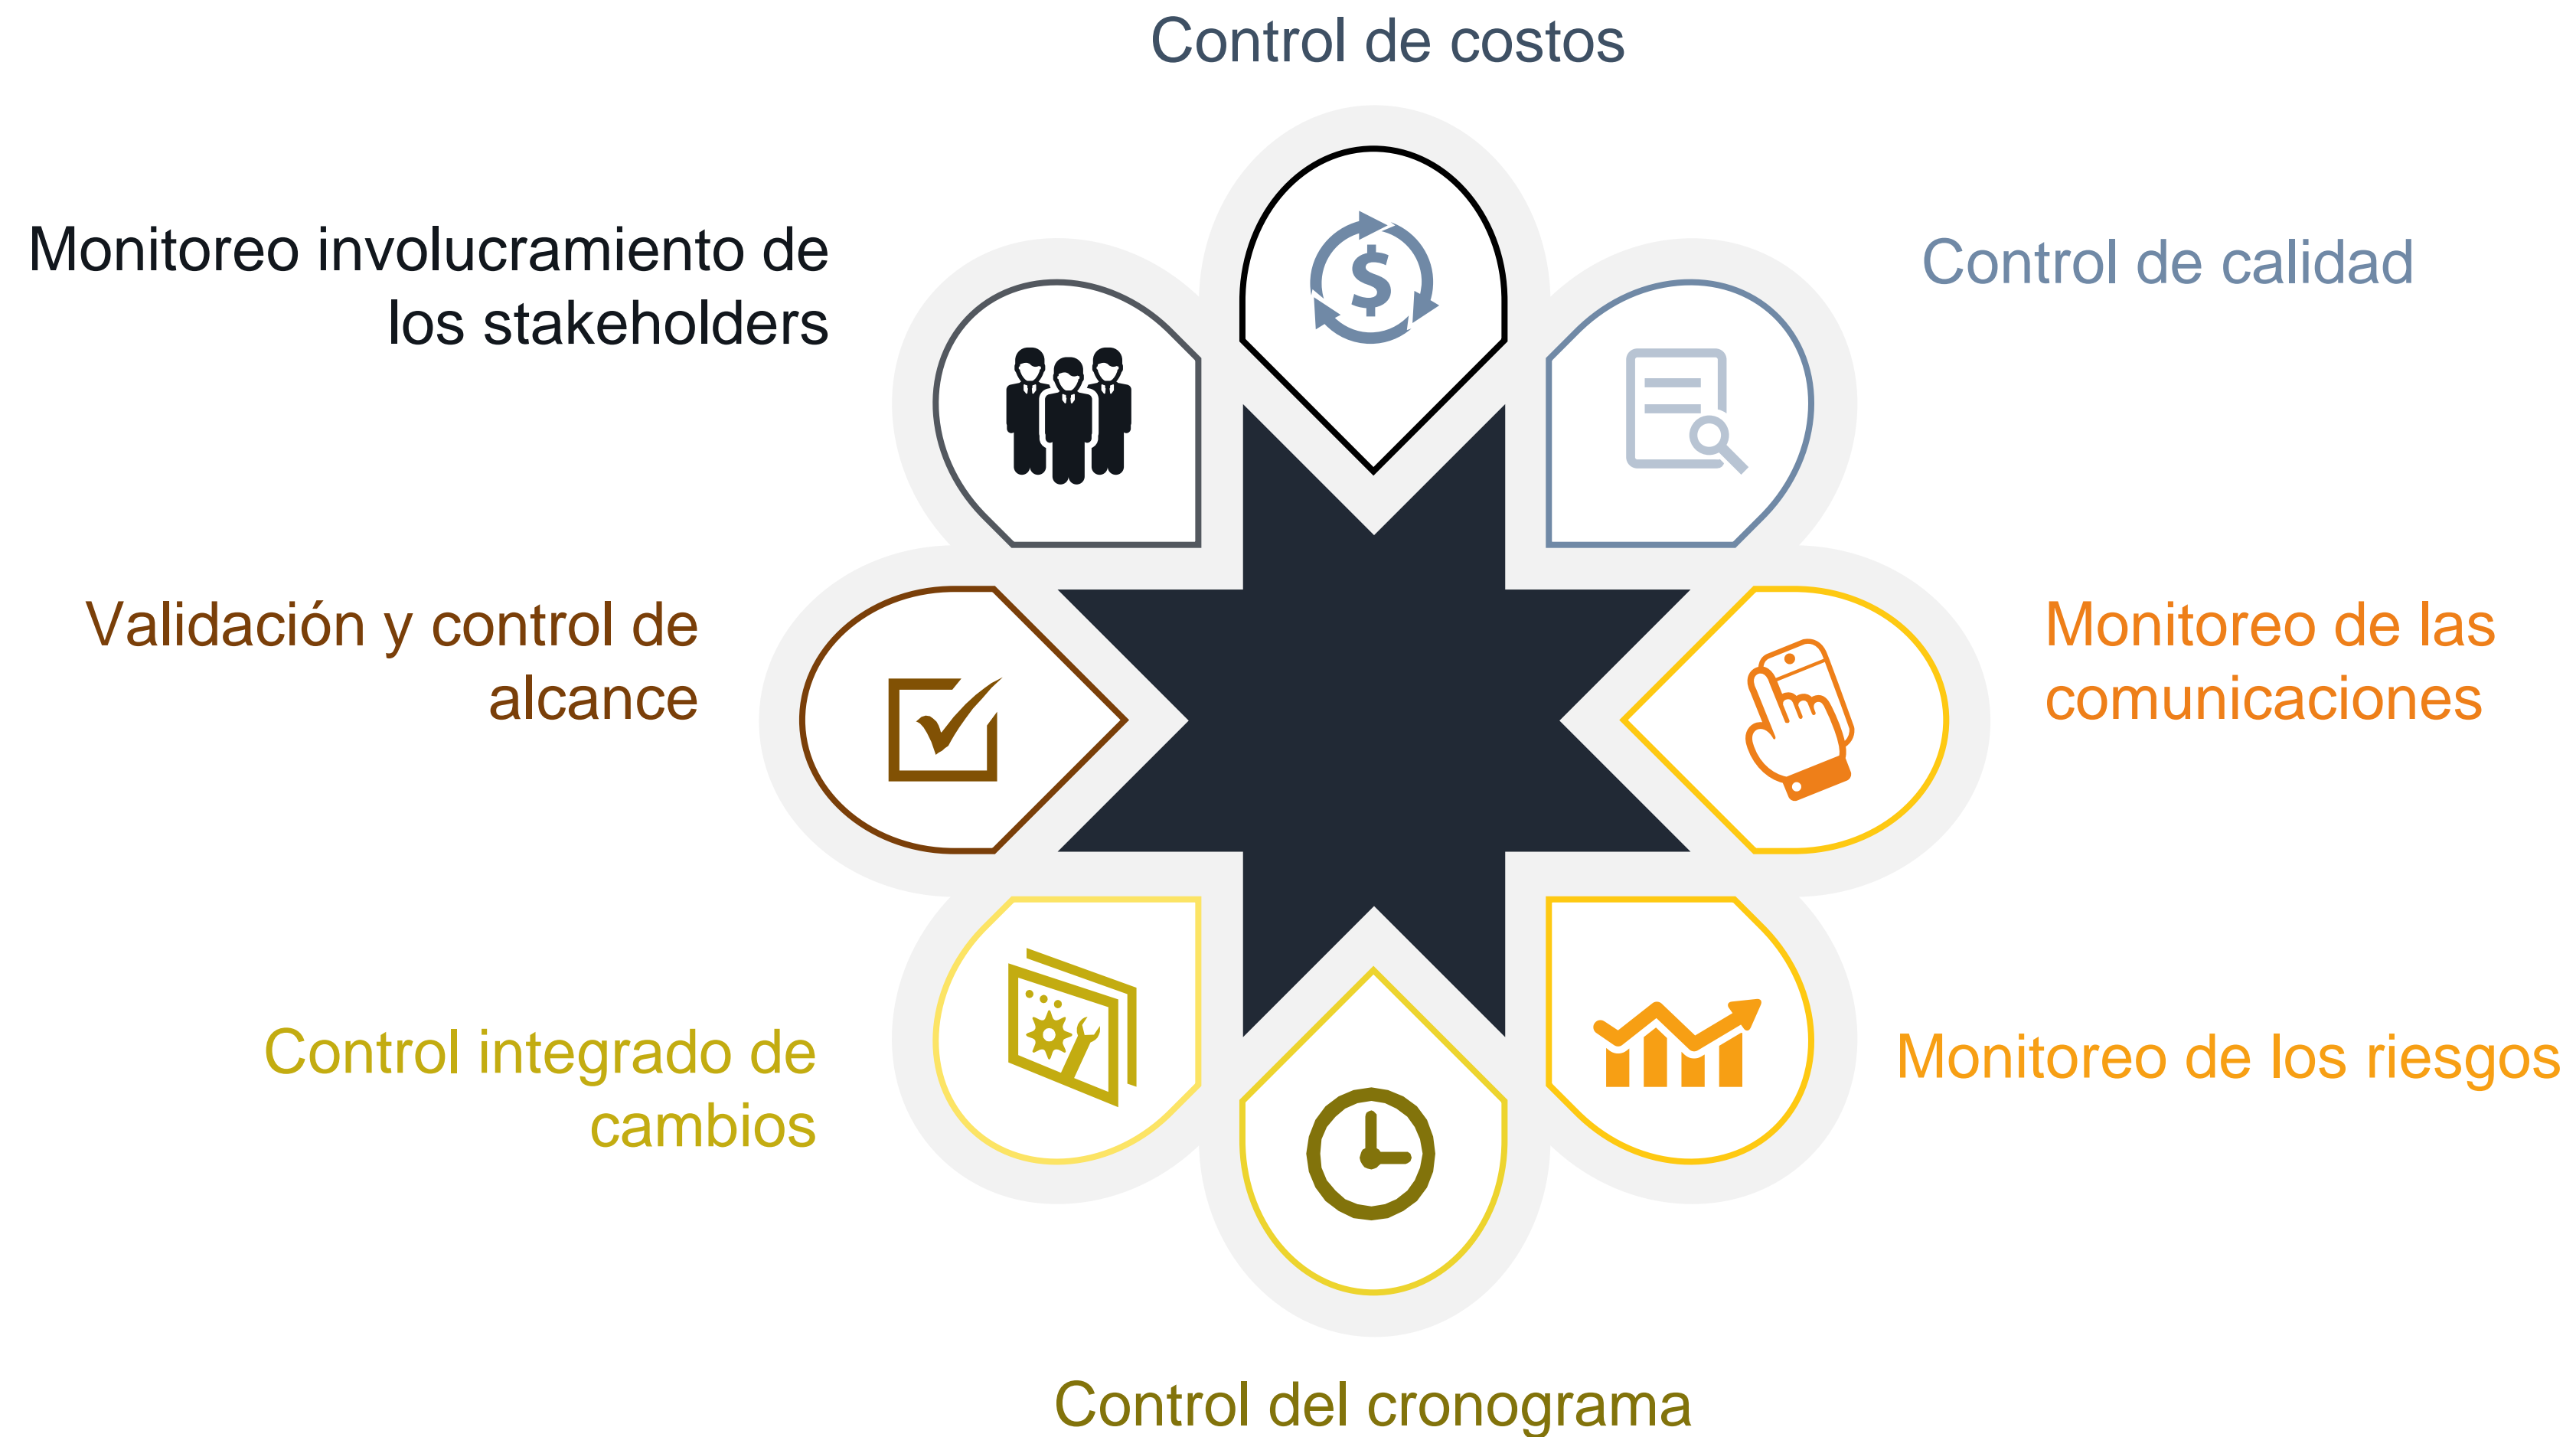 Control de costos
Monitoreo involucramiento de
los stakeholders
Control de calidad
Validación y control de
alcance
Monitoreo de las
comunicaciones
Control integrado de
cambios
Monitoreo de los riesgos
Control del cronograma